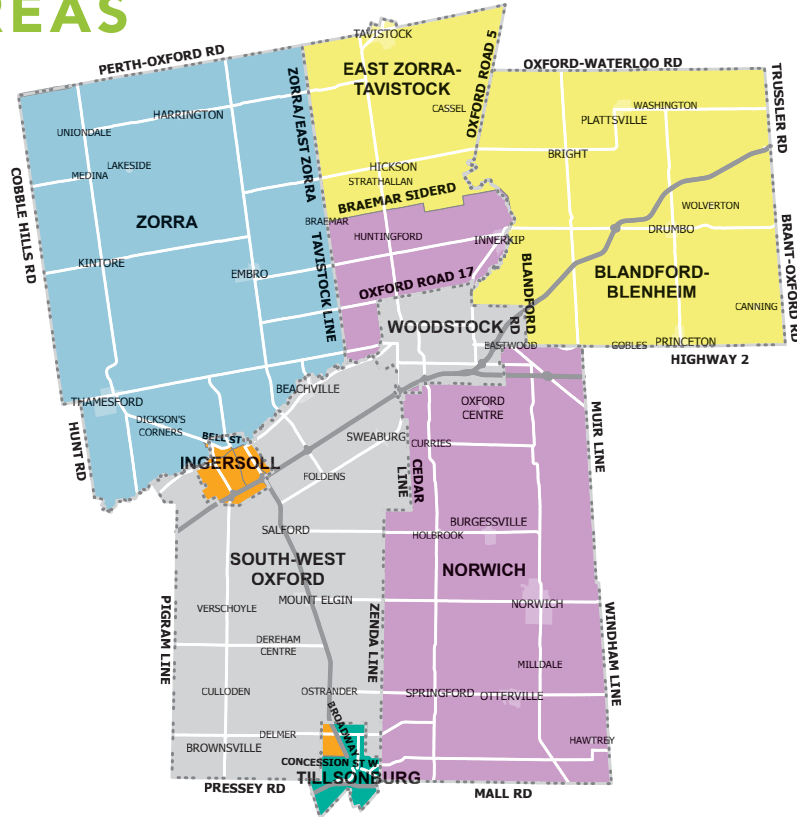 REAS
TAVISTOCK
PERTH-OXFORD RD
EAST ZORRA-
TAVISTOCK
OXFORD ROAD 5
OXFORD-WATERLOO RD
TRUSSLER RD
ZORRA/EAST ZORRA
CASSEL
WASHINGTON
PLATTSVILLE
HARRINGTON
UNIONDALE
BRIGHT
LAKESIDE
MEDINA
HICKSON
STRATHALLAN
COBBLE HILLS RD
BRAEMAR SIDERD
WOLVERTON
ZORRA
BRAEMAR
DRUMBO
HUNTINGFORD
INNERKIP
BRANT-OXFORD RD
TAVISTOCK LINE
KINTORE
EMBRO
OXFORD ROAD 17
BLANDFORD RD
BLANDFORD-
BLENHEIM
CANNING
WOODSTOCK
EASTWOOD
GOBLES
PRINCETON
HIGHWAY 2
BEACHVILLE
THAMESFORD
OXFORD
CENTRE
DICKSON'S
CORNERS
HUNT RD
BELL ST
SWEABURG
CURRIES
MUIR LINE
INGERSOLL
FOLDENS
CEDAR
LINE
SALFORD
BURGESSVILLE
HOLBROOK
SOUTH-WEST
OXFORD
NORWICH
PIGRAM LINE
VERSCHOYLE
MOUNT ELGIN
ZENDA LINE
NORWICH
WINDHAM LINE
DEREHAM
CENTRE
MILLDALE
CULLODEN
OSTRANDER
SPRINGFORD
OTTERVILLE
BROADWAY
DELMER
BROWNSVILLE
HAWTREY
CONCESSION ST W
TILLSONBURG
PRESSEY RD
MALL RD